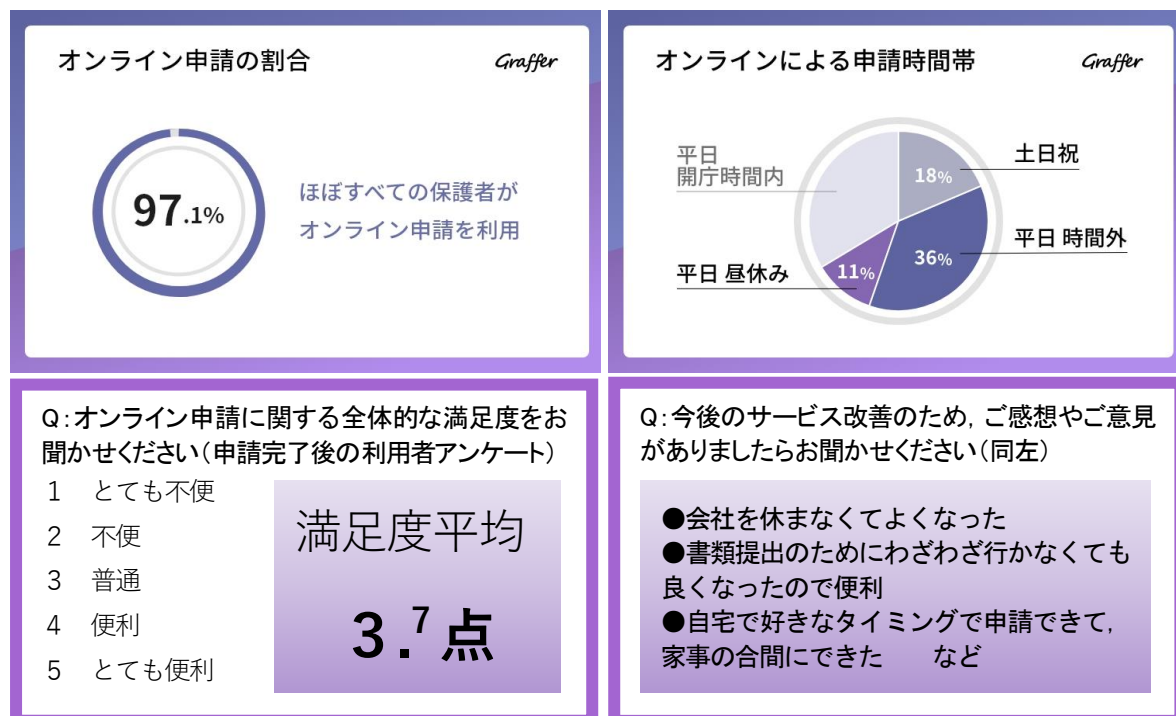 オンライン申請の割合
Graffer
97.1%
ほぼすべての保護者が
オンライン申請を利用
オンラインによる申請時間帯
Graffer
平日
開庁時間内
18%
土日祝
36%
平日 時間外
平日 昼休み
11%
Q:オンライン申請に関する全体的な満足度をお
聞かせください(申請完了後の利用者アンケート)
1 とても不便
2 不便
3 普通
4 便利
5 とても便利
満足度平均
3.7点
Q:今後のサービス改善のため,ご感想やご意見
がありましたらお聞かせください(同左)
●会社を休まなくてよくなった
●書類提出のためにわざわざ行かなくても
良くなったので便利
●自宅で好きなタイミングで申請できて,
家事の合間にできた など